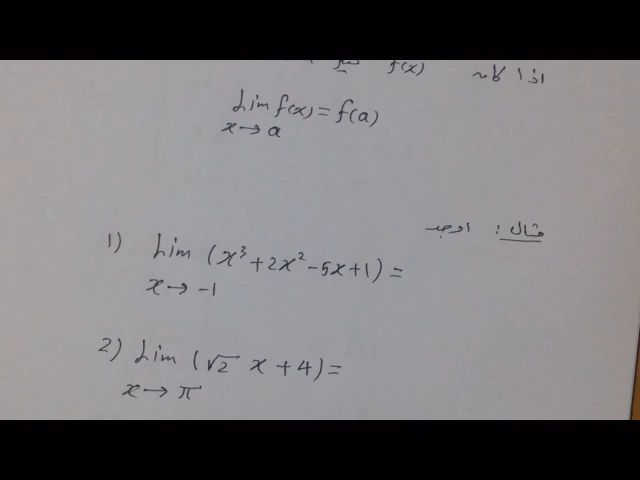 اذا كان f(x)
Lim f(x) = f(a)
x → a
مثال : اوجد
1) Lim (x³ + 2x² - 5x + 1) =
x → -1
2) Lim (√2 x + 4) =
x → π